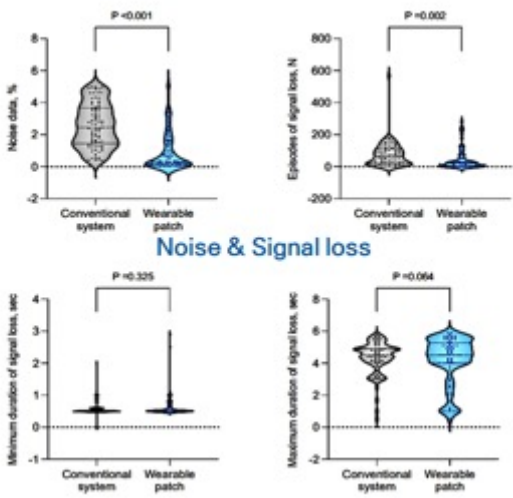 P <0.001
Noise data, %
8
6
4
2
0
-2
Conventional system
Wearable patch
P =0.002
Episodes of signal loss, N
800
600
400
200
0
-200
Conventional system
Wearable patch
Noise & Signal loss
P =0.325
Minimum duration of signal loss, sec
4
3
2
1
0
-1
Conventional system
Wearable patch
P =0.064
Maximum duration of signal loss, sec
8
6
4
2
0
-2
Conventional system
Wearable patch